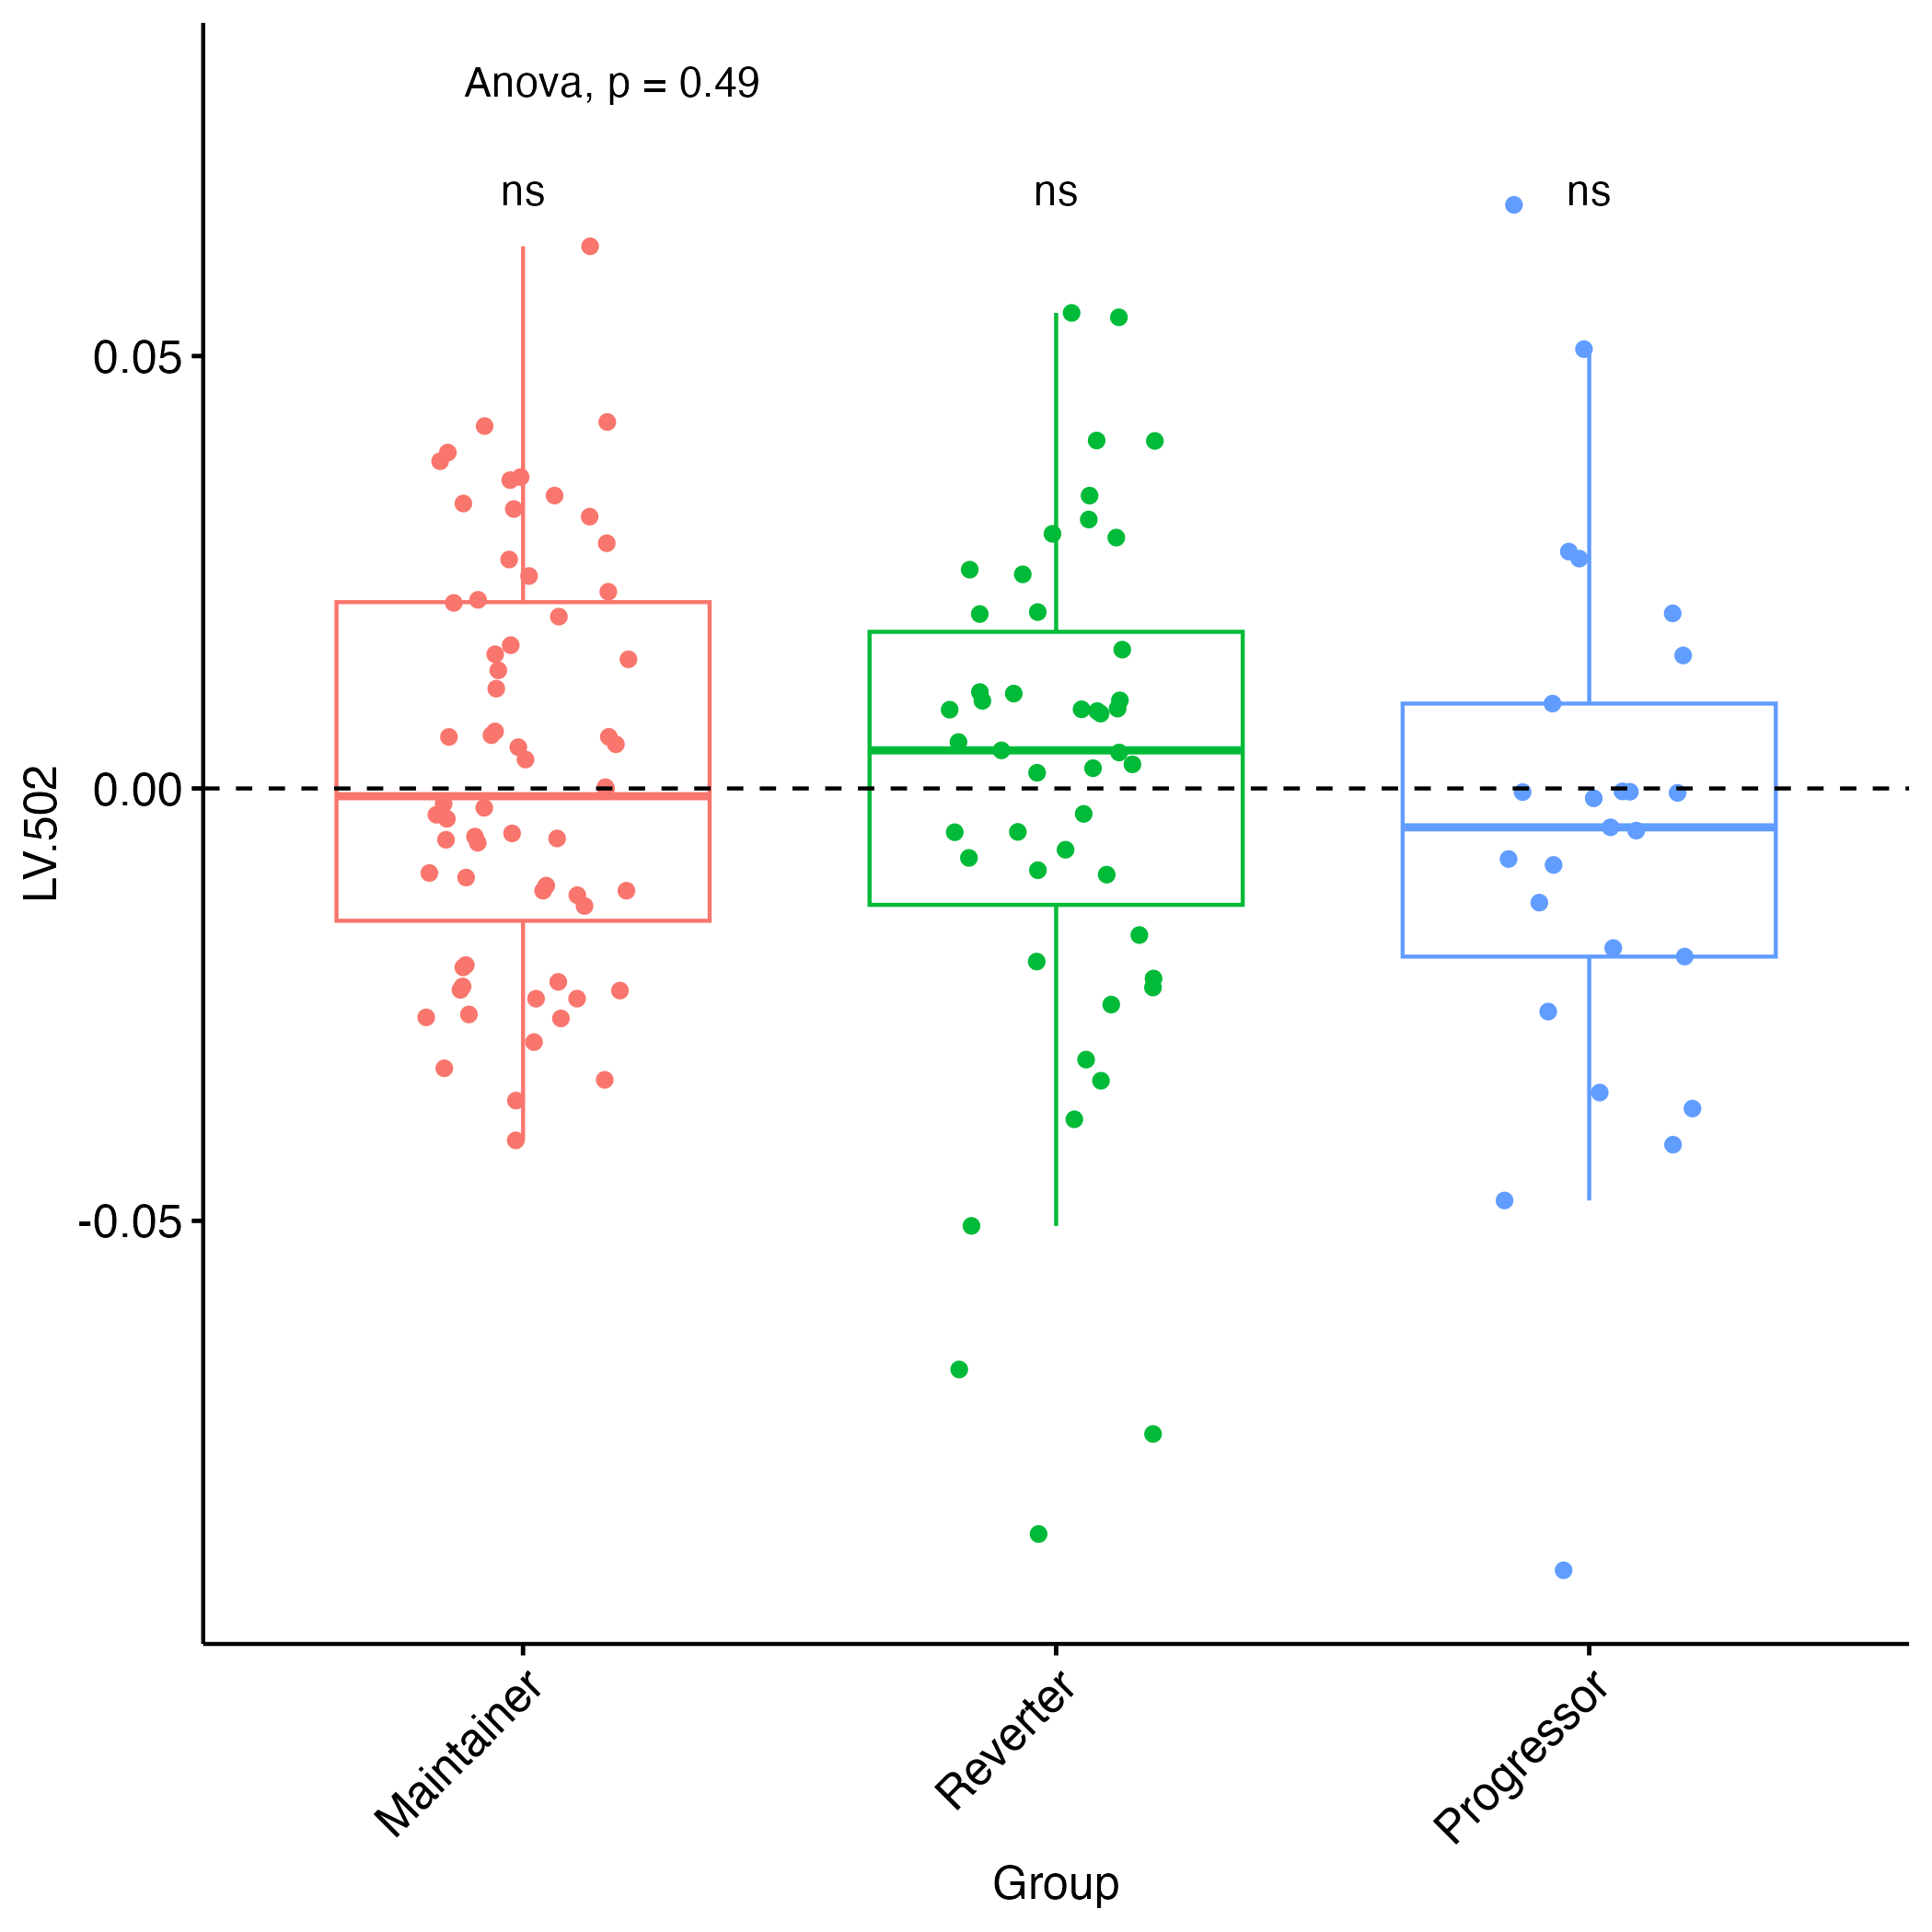 Anova, p = 0.49
ns ns ns
0.05
0.00
-0.05
LV.502
Maintainer
Reverter
Progressor
Group